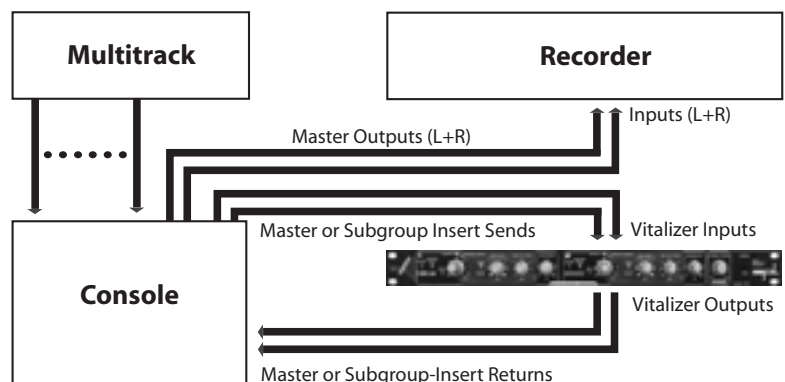 Multitrack
Recorder
Inputs (L+R)
Master Outputs (L+R)
Master or Subgroup Insert Sends
Vitalizer Inputs
Console
Vitalizer Outputs
Master or Subgroup-Insert Returns